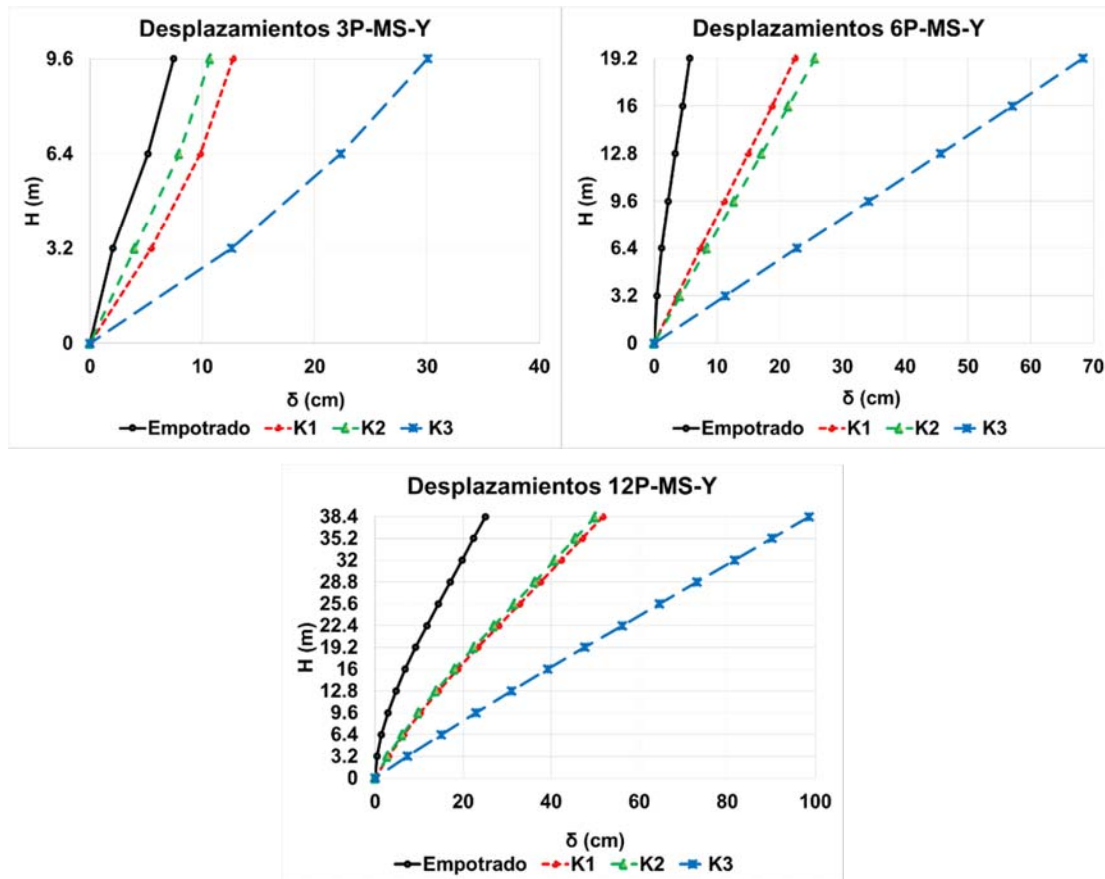 Desplazamientos 3P-MS-Y
9.6
6.4
3.2
0
H (m)
0 10 20 30 40
δ (cm)
Empotrado K1 K2 K3
Desplazamientos 6P-MS-Y
19.2
16
12.8
9.6
6.4
3.2
0
H (m)
0 10 20 30 40 50 60 70
δ (cm)
Empotrado K1 K2 K3
Desplazamientos 12P-MS-Y
38.4
35.2
32
28.8
25.6
22.4
19.2
16
12.8
9.6
6.4
3.2
0
H (m)
0 20 40 60 80 100
δ (cm)
Empotrado K1 K2 K3